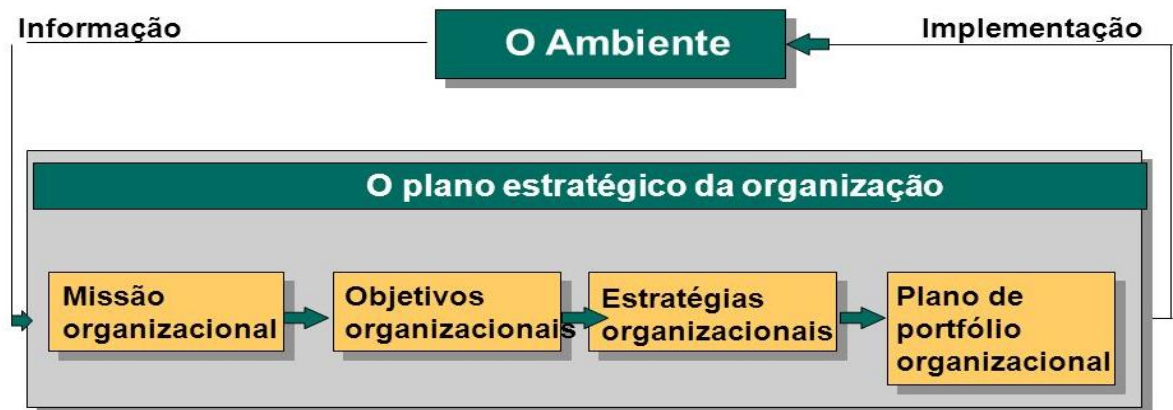 Informação
O Ambiente
Implementação
O plano estratégico da organização
Missão
organizacional
Objetivos
organizacionais
Estratégias
organizacionais
Plano de
portfólio
organizacional